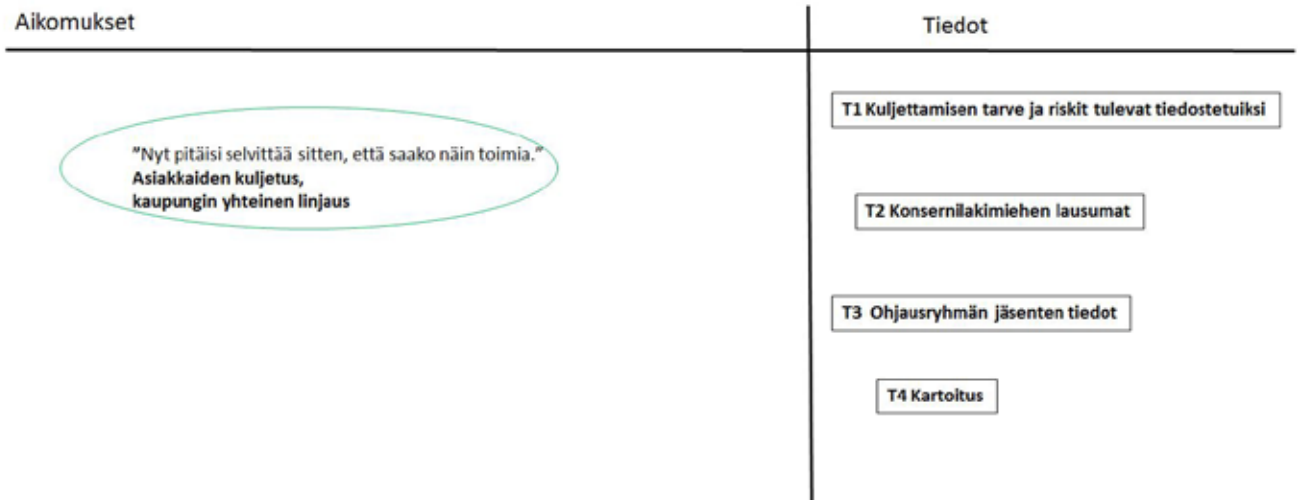 Aikomukset
Tiedot
T1 Kuljettamisen tarve ja riskit tulevat tiedostetuiksi
"Nyt pitäisi selvittää sitten, että saako näin toimia."
Asiakkaiden kuljetus,
kaupungin yhteinen linjaus
T2 Konsernilakimiehen lausumat
T3 Ohjausryhmän jäsenten tiedot
T4 Kartoitus